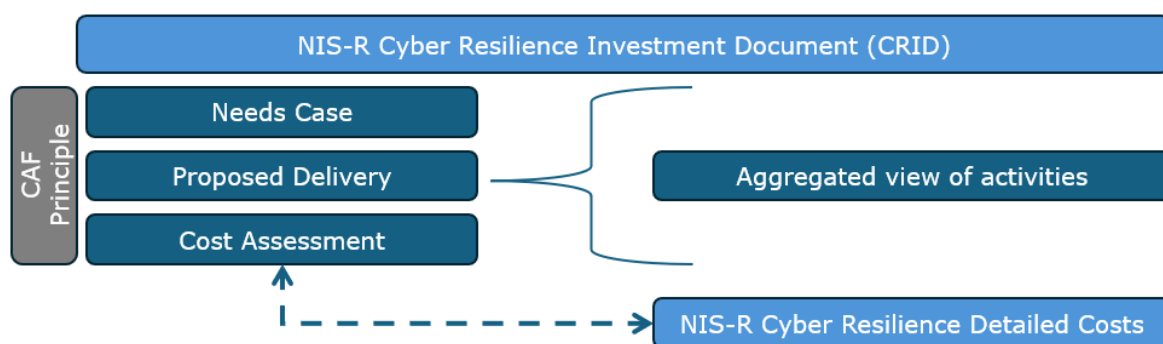 NIS-R Cyber Resilience Investment Document (CRID)
CAF
Principle
Needs Case
Proposed Delivery
Aggregated view of activities
Cost Assessment
NIS-R Cyber Resilience Detailed Costs